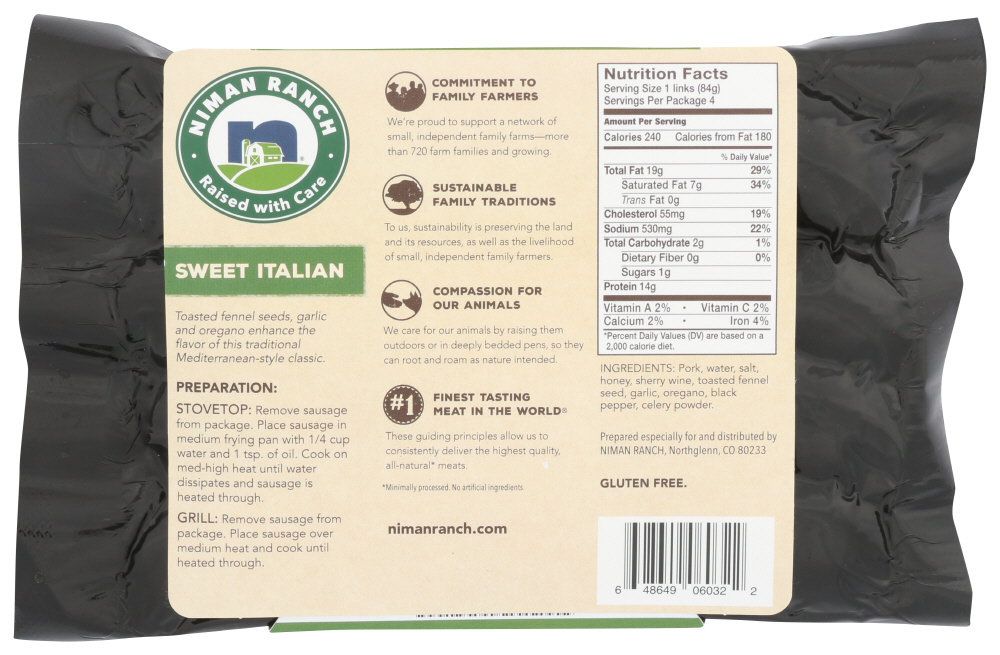 NIMAN RANCH
Raised with Care
SWEET ITALIAN
Toasted fennel seeds, garlic
and oregano enhance the
flavor of this traditional
Mediterranean-style classic.
PREPARATION:
STOVETOP: Remove sausage
from package. Place sausage in
medium frying pan with 1/4 cup
water and 1 tsp. of oil. Cook on
med-high heat until water
dissipates and sausage is
heated through.
GRILL: Remove sausage from
package. Place sausage over
medium heat and cook until
heated through.
COMMITMENT TO
FAMILY FARMERS
We're proud to support a network of
small, independent family farms—more
than 720 farm families and growing.
SUSTAINABLE
FAMILY TRADITIONS
To us, sustainability is preserving the land
and its resources, as well as the livelihood
of small, independent family farmers.
COMPASSION FOR
OUR ANIMALS
We care for our animals by raising them
outdoors or in deeply bedded pens, so they
can root and roam as nature intended.
#1
FINEST TASTING
MEAT IN THE WORLD®
These guiding principles allow us to
consistently deliver the highest quality,
all-natural* meats.
*Minimally processed. No artificial ingredients.
nimanranch.com
Nutrition Facts
Serving Size 1 links (84g)
Servings Per Package 4
Amount Per Serving
Calories 240 Calories from Fat 180
% Daily Value*
Total Fat 19g 29%
Saturated Fat 7g 34%
Trans Fat 0g
Cholesterol 55mg 19%
Sodium 530mg 22%
Total Carbohydrate 2g 1%
Dietary Fiber 0g 0%
Sugars 1g
Protein 14g
Vitamin A 2% • Vitamin C 2%
Calcium 2% • Iron 4%
*Percent Daily Values (DV) are based on a
2,000 calorie diet.
INGREDIENTS: Pork, water, salt,
honey, sherry wine, toasted fennel
seed, garlic, oregano, black
pepper, celery powder.
Prepared especially for and distributed by
NIMAN RANCH, Northglenn, CO 80233
GLUTEN FREE.
6 48649 06032 2